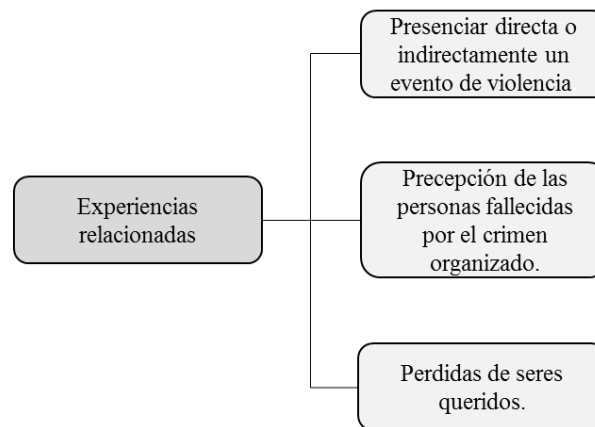 Presenciar directa o
indirectamente un
evento de violencia
Experiencias
relacionadas
Precepción de las
personas fallecidas
por el crimen
organizado.
Perdidas de seres
queridos.